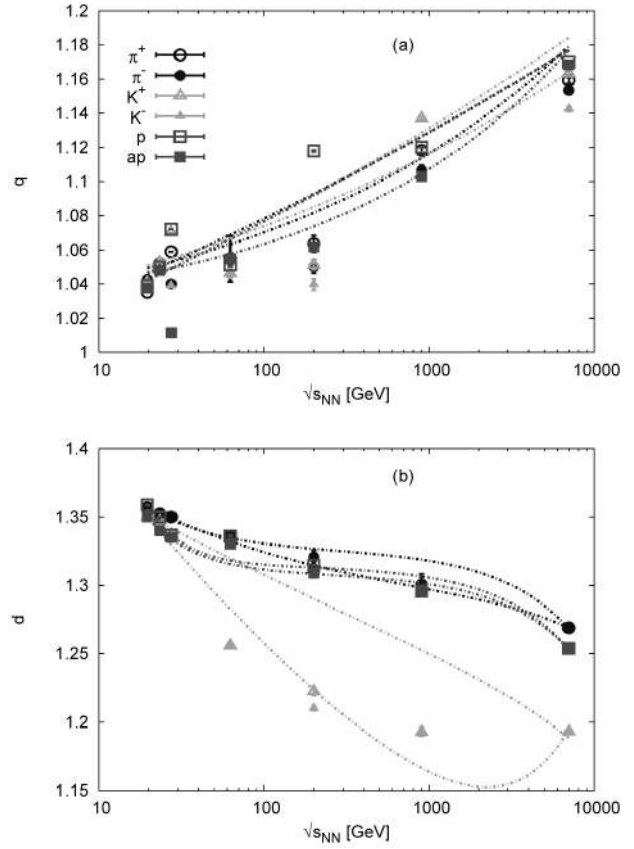 (a)
π⁺
π⁻
K⁺
K⁻
p
ap
1.2
1.18
1.16
1.14
1.12
1.1
1.08
1.06
1.04
1.02
1
q
10 100 1000 10000
√sNN [GeV]
(b)
1.4
1.35
1.3
1.25
1.2
1.15
d
10 100 1000 10000
√sNN [GeV]